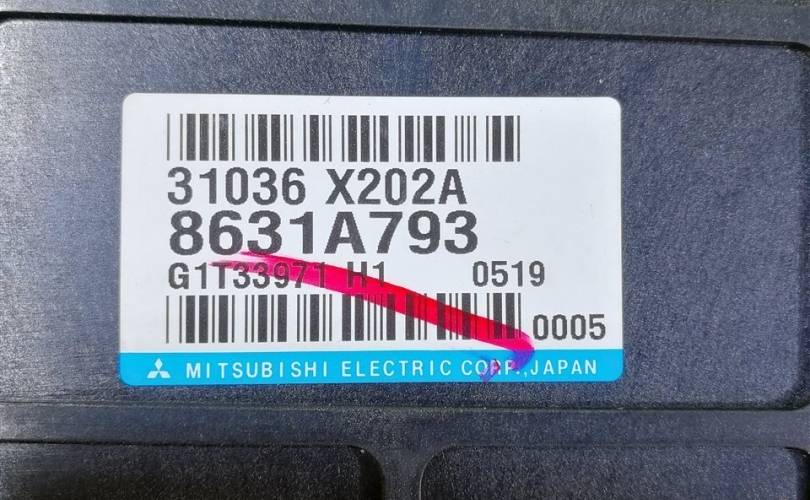 31036 X202A
8631A793
G1T33971 H1 0519
0005
MITSUBISHI ELECTRIC CORP.,JAPAN